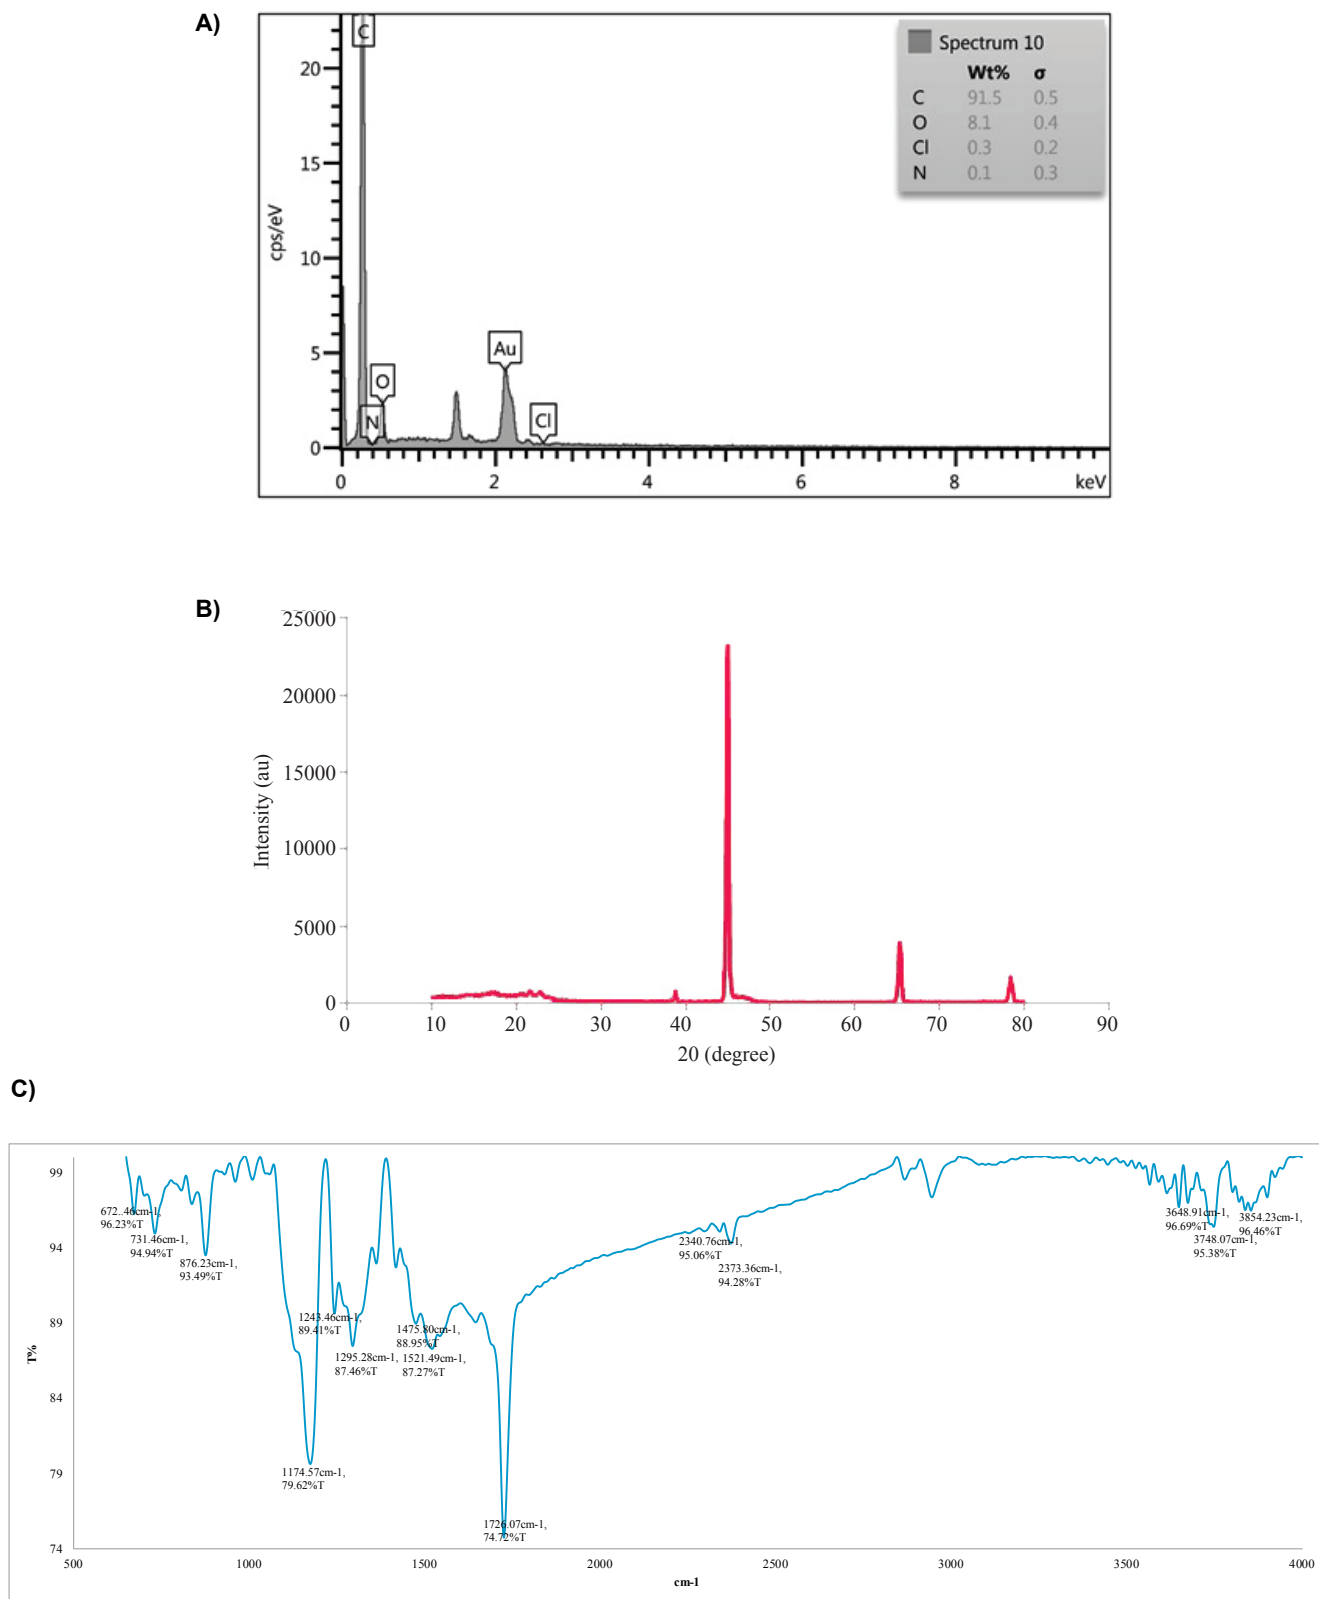 A)
C
Spectrum 10
Wt% σ
C 91.5 0.5
O 8.1 0.4
Cl 0.3 0.2
N 0.1 0.3
20
15
cps/eV
10
5
Au
O
N
Cl
0
0 2 4 6 8 keV
B)
25000
20000
15000
Intensity (au)
10000
5000
0
0 10 20 30 40 50 60 70 80 90
20 (degree)
C)
99
672..46cm-1,
96.23%T
731.46cm-1,
94.94%T
876.23cm-1,
93.49%T
94
3648.91cm-1,
96.69%T
3854.23cm-1,
96.46%T
3748.07cm-1,
95.38%T
2340.76cm-1,
95.06%T
2373.36cm-1,
94.28%T
89
1243.46cm-1,
89.41%T
1475.80cm-1,
88.95%T
1295.28cm-1,
87.46%T
1521.49cm-1,
87.27%T
T%
84
79
1174.57cm-1,
79.62%T
1726.07cm-1,
74.72%T
74
500 1000 1500 2000 2500 3000 3500 4000
cm-1